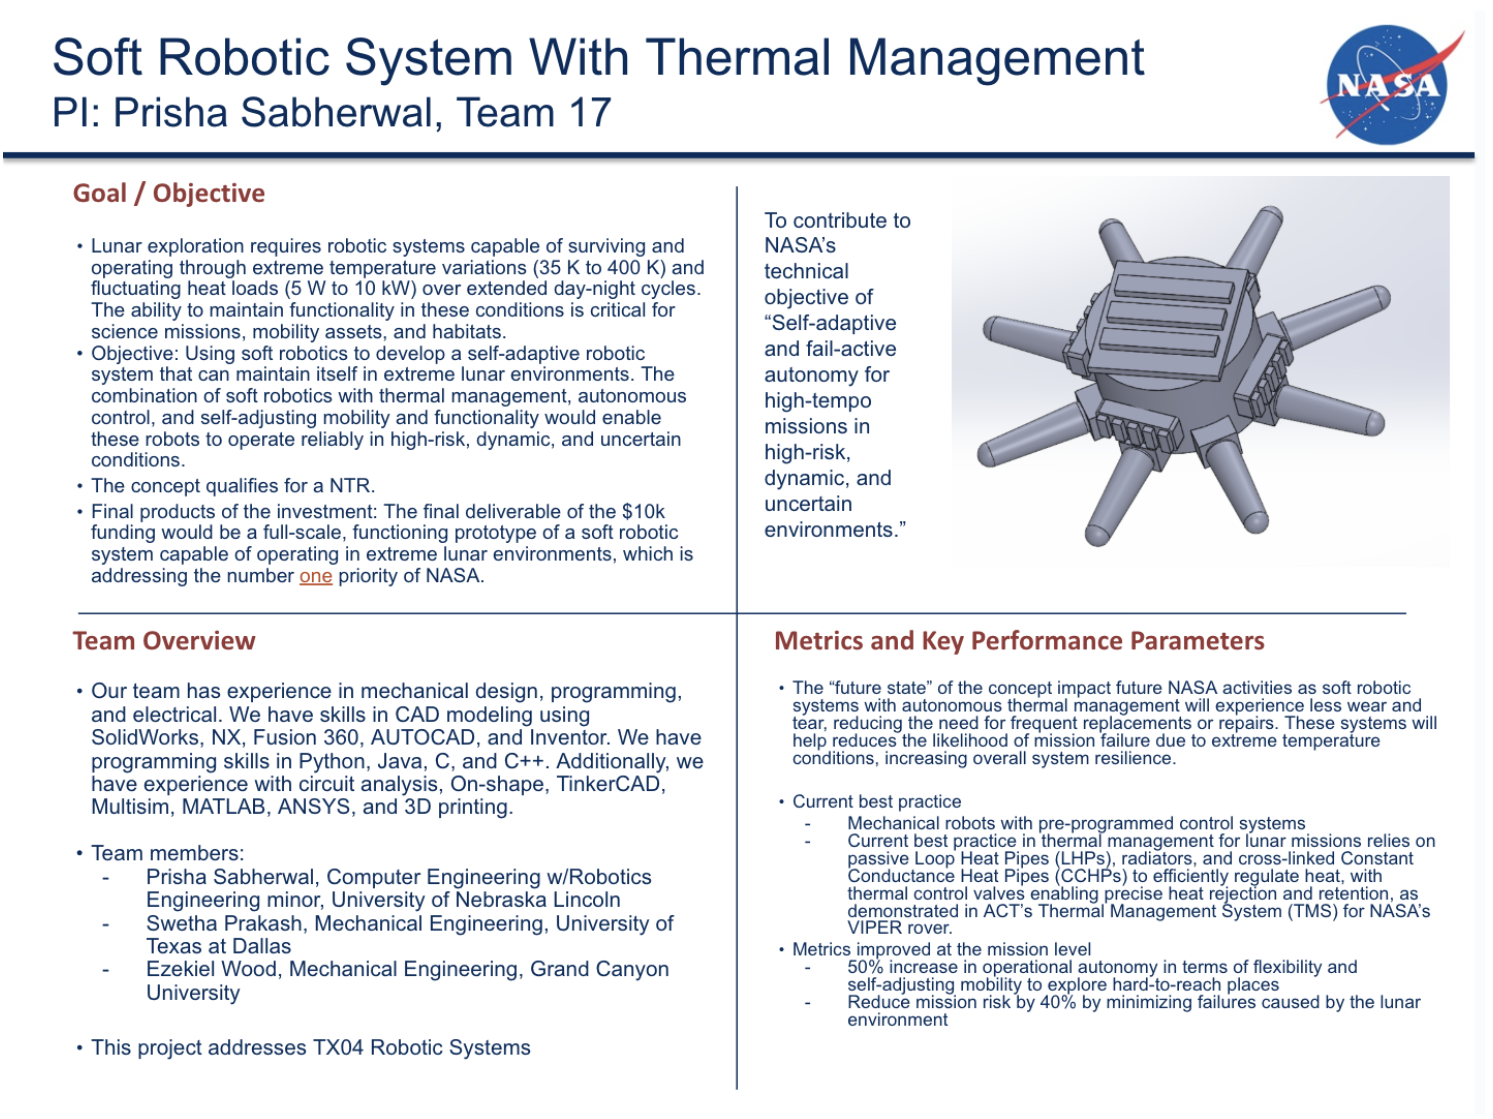 Soft Robotic System With Thermal Management
PI: Prisha Sabherwal, Team 17
NASA
Goal / Objective
• Lunar exploration requires robotic systems capable of surviving and
operating through extreme temperature variations (35 K to 400 K) and
fluctuating heat loads (5 W to 10 kW) over extended day-night cycles.
The ability to maintain functionality in these conditions is critical for
science missions, mobility assets, and habitats.
• Objective: Using soft robotics to develop a self-adaptive robotic
system that can maintain itself in extreme lunar environments. The
combination of soft robotics with thermal management, autonomous
control, and self-adjusting mobility and functionality would enable
these robots to operate reliably in high-risk, dynamic, and uncertain
conditions.
• The concept qualifies for a NTR.
• Final products of the investment: The final deliverable of the $10k
funding would be a full-scale, functioning prototype of a soft robotic
system capable of operating in extreme lunar environments, which is
addressing the number one priority of NASA.
To contribute to
NASA’s
technical
objective of
“Self-adaptive
and fail-active
autonomy for
high-tempo
missions in
high-risk,
dynamic, and
uncertain
environments.”
Team Overview
• Our team has experience in mechanical design, programming,
and electrical. We have skills in CAD modeling using
SolidWorks, NX, Fusion 360, AUTOCAD, and Inventor. We have
programming skills in Python, Java, C, and C++. Additionally, we
have experience with circuit analysis, On-shape, TinkerCAD,
Multisim, MATLAB, ANSYS, and 3D printing.
• Team members:
- Prisha Sabherwal, Computer Engineering w/Robotics
Engineering minor, University of Nebraska Lincoln
- Swetha Prakash, Mechanical Engineering, University of
Texas at Dallas
- Ezekiel Wood, Mechanical Engineering, Grand Canyon
University
• This project addresses TX04 Robotic Systems
Metrics and Key Performance Parameters
• The “future state” of the concept impact future NASA activities as soft robotic
systems with autonomous thermal management will experience less wear and
tear, reducing the need for frequent replacements or repairs. These systems will
help reduces the likelihood of mission failure due to extreme temperature
conditions, increasing overall system resilience.
• Current best practice
- Mechanical robots with pre-programmed control systems
- Current best practice in thermal management for lunar missions relies on
passive Loop Heat Pipes (LHPs), radiators, and cross-linked Constant
Conductance Heat Pipes (CCHPs) to efficiently regulate heat, with
thermal control valves enabling precise heat rejection and retention, as
demonstrated in ACT’s Thermal Management System (TMS) for NASA’s
VIPER rover.
• Metrics improved at the mission level
- 50% increase in operational autonomy in terms of flexibility and
self-adjusting mobility to explore hard-to-reach places
- Reduce mission risk by 40% by minimizing failures caused by the lunar
environment